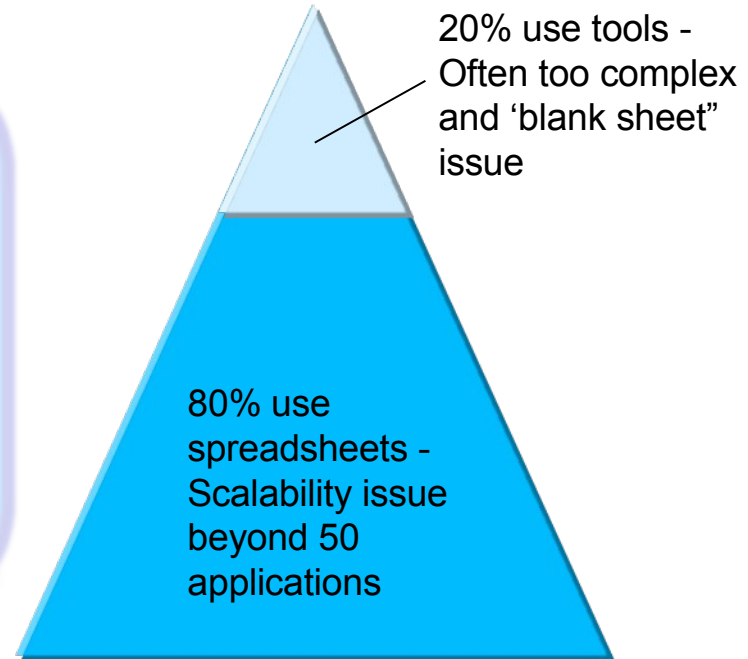 20% use tools -
Often too complex
and ‘blank sheet”
issue
80% use
spreadsheets -
Scalability issue
beyond 50
applications